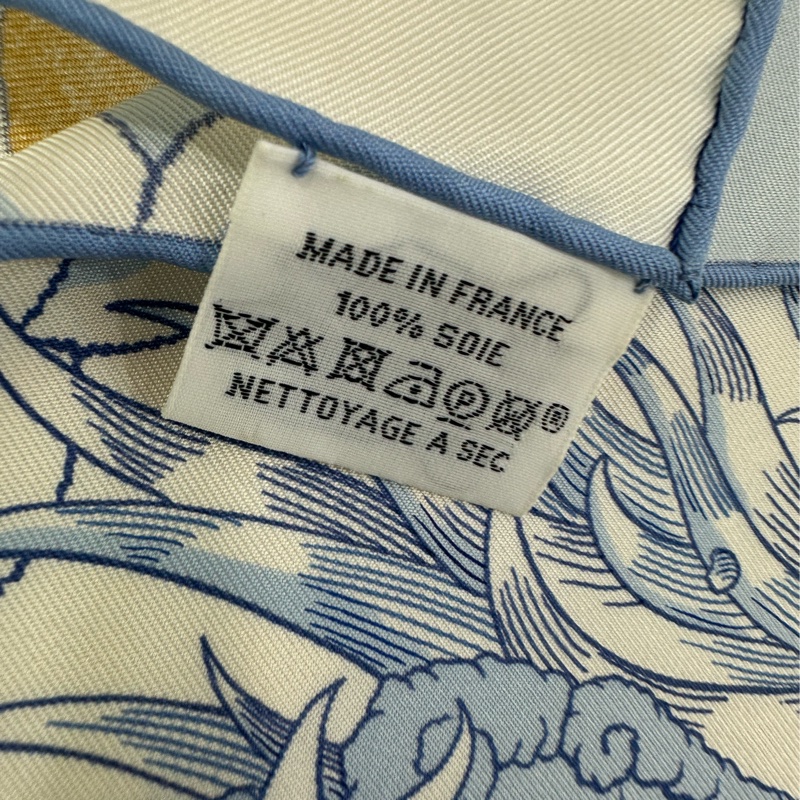 MADE IN FRANCE
100% SOIE
P W ®
NETTOYAGE A SEC